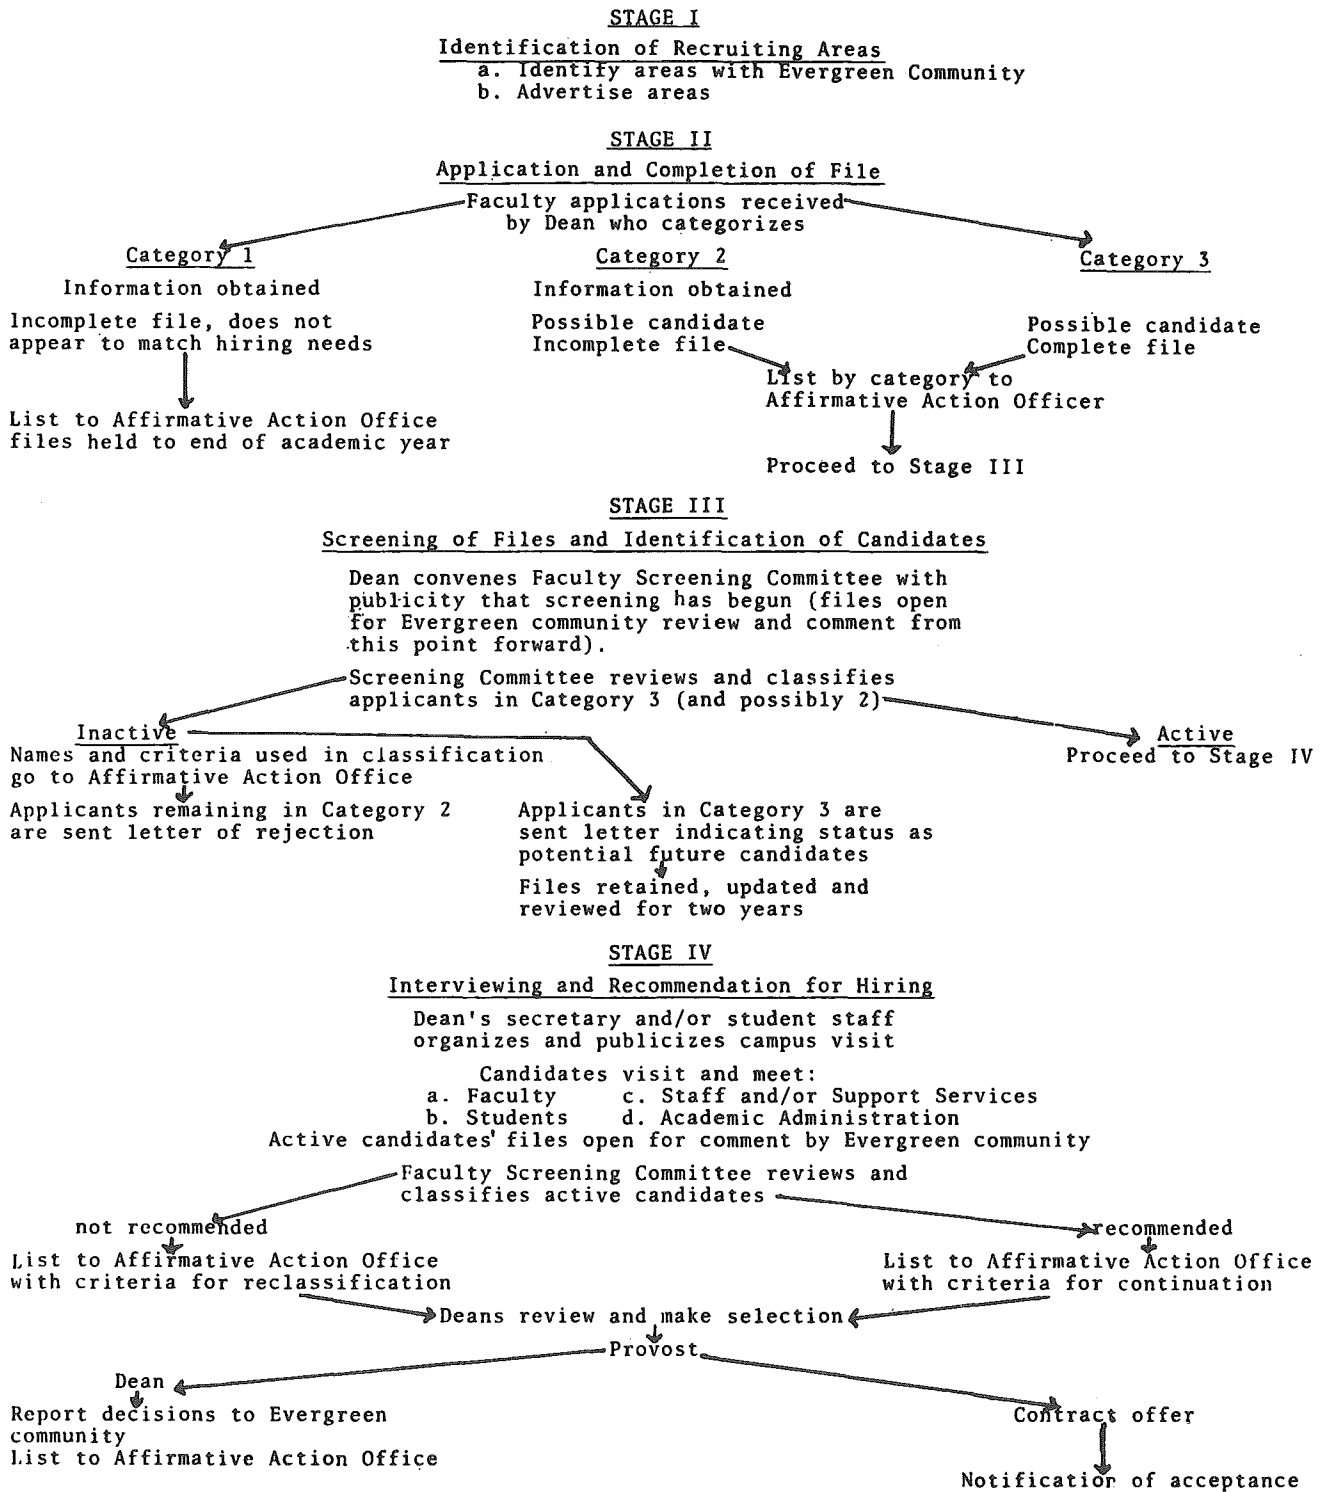 STAGE I
Identification of Recruiting Areas
a. Identify areas with Evergreen Community
b. Advertise areas
STAGE II
Application and Completion of File
Faculty applications received
by Dean who categorizes
Category 1
Information obtained
Incomplete file, does not
appear to match hiring needs
List to Affirmative Action Office
files held to end of academic year
Category 2
Information obtained
Possible candidate
Incomplete file
Category 3
Possible candidate
Complete file
List by category to
Affirmative Action Officer
Proceed to Stage III
STAGE III
Screening of Files and Identification of Candidates
Dean convenes Faculty Screening Committee with
publicity that screening has begun (files open
for Evergreen community review and comment from
this point forward).
Screening Committee reviews and classifies
applicants in Category 3 (and possibly 2)
Inactive
Names and criteria used in classification
go to Affirmative Action Office
Applicants remaining in Category 2
are sent letter of rejection
Applicants in Category 3 are
sent letter indicating status as
potential future candidates
Files retained, updated and
reviewed for two years
Active
Proceed to Stage IV
STAGE IV
Interviewing and Recommendation for Hiring
Dean's secretary and/or student staff
organizes and publicizes campus visit
Candidates visit and meet:
a. Faculty c. Staff and/or Support Services
b. Students d. Academic Administration
Active candidates' files open for comment by Evergreen community
Faculty Screening Committee reviews and
classifies active candidates
not recommended
List to Affirmative Action Office
with criteria for reclassification
recommended
List to Affirmative Action Office
with criteria for continuation
Deans review and make selection
Provost
Dean
Report decisions to Evergreen
community
List to Affirmative Action Office
Contract offer
Notification of acceptance